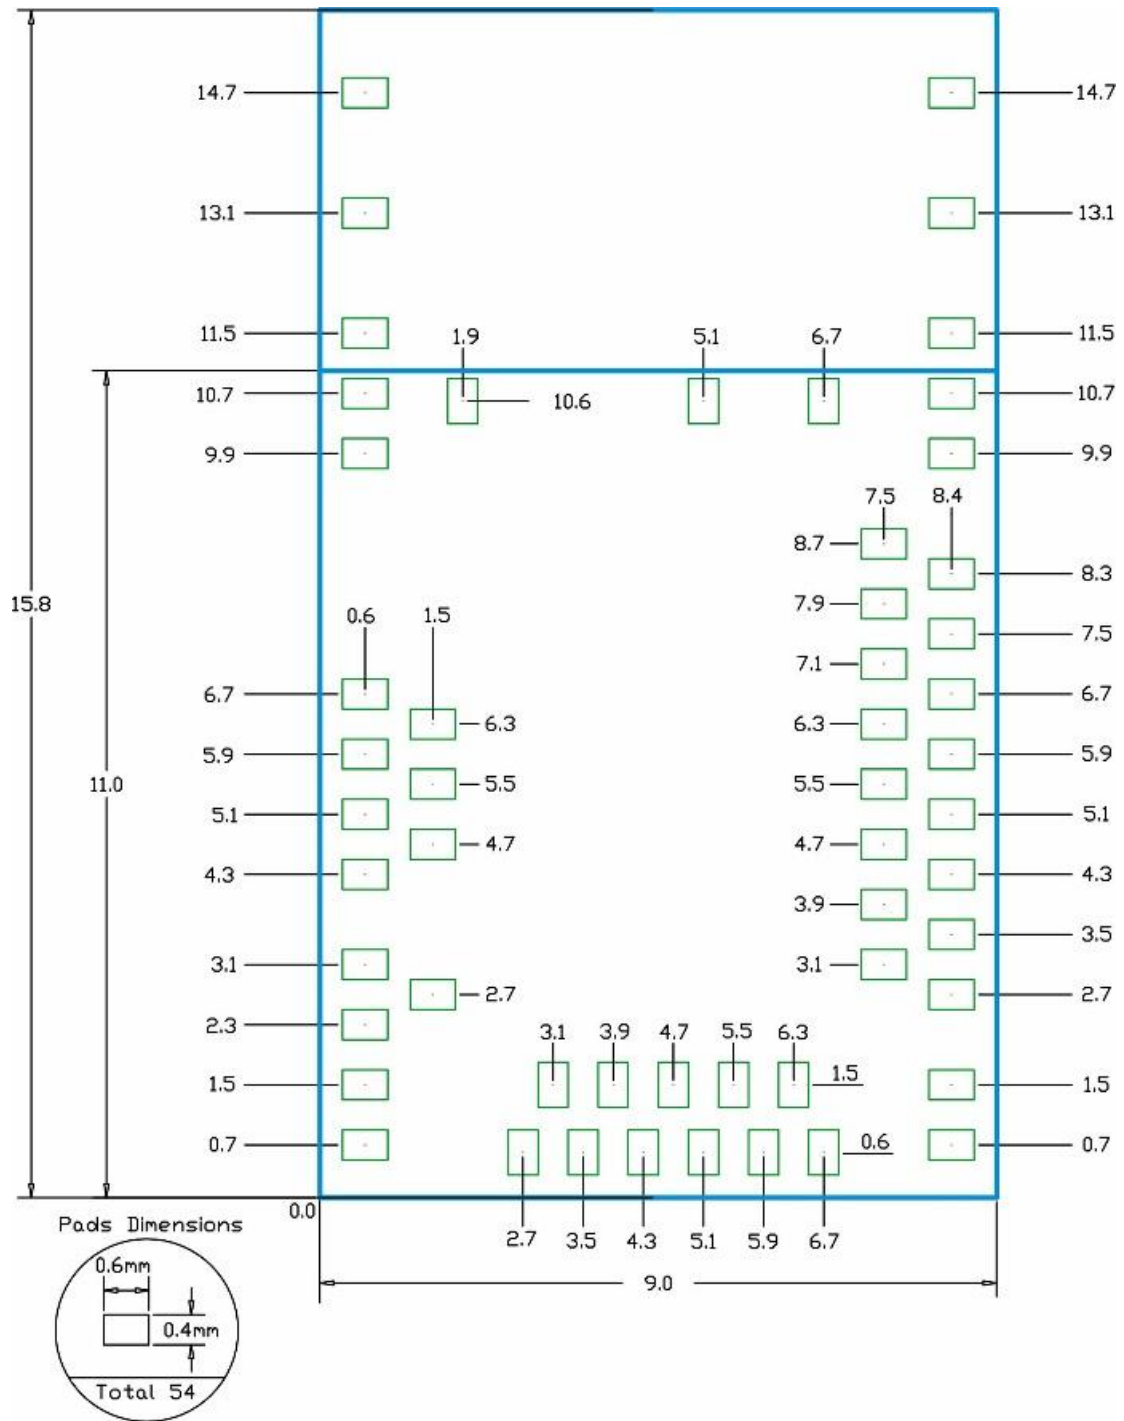 14.7 14.7
13.1 13.1
11.5 1.9 5.1 6.7 11.5
10.7 10.6 10.7
9.9 9.9
7.5 8.4
8.7
8.3
15.8 7.9
0.6 1.5 7.5
7.1
6.7 6.7
6.3 6.3
5.9 5.9
11.0 5.5 5.5
5.1 5.1
4.7 4.7
4.3 4.3
3.9
3.5
3.1 3.1
2.7 2.7
2.3 3.1 3.9 4.7 5.5 6.3
1.5 1.5 1.5
0.7 0.6 0.7
0.0
Pads Dimensions 2.7 3.5 4.3 5.1 5.9 6.7
0.6mm
9.0
0.4mm
Total 54